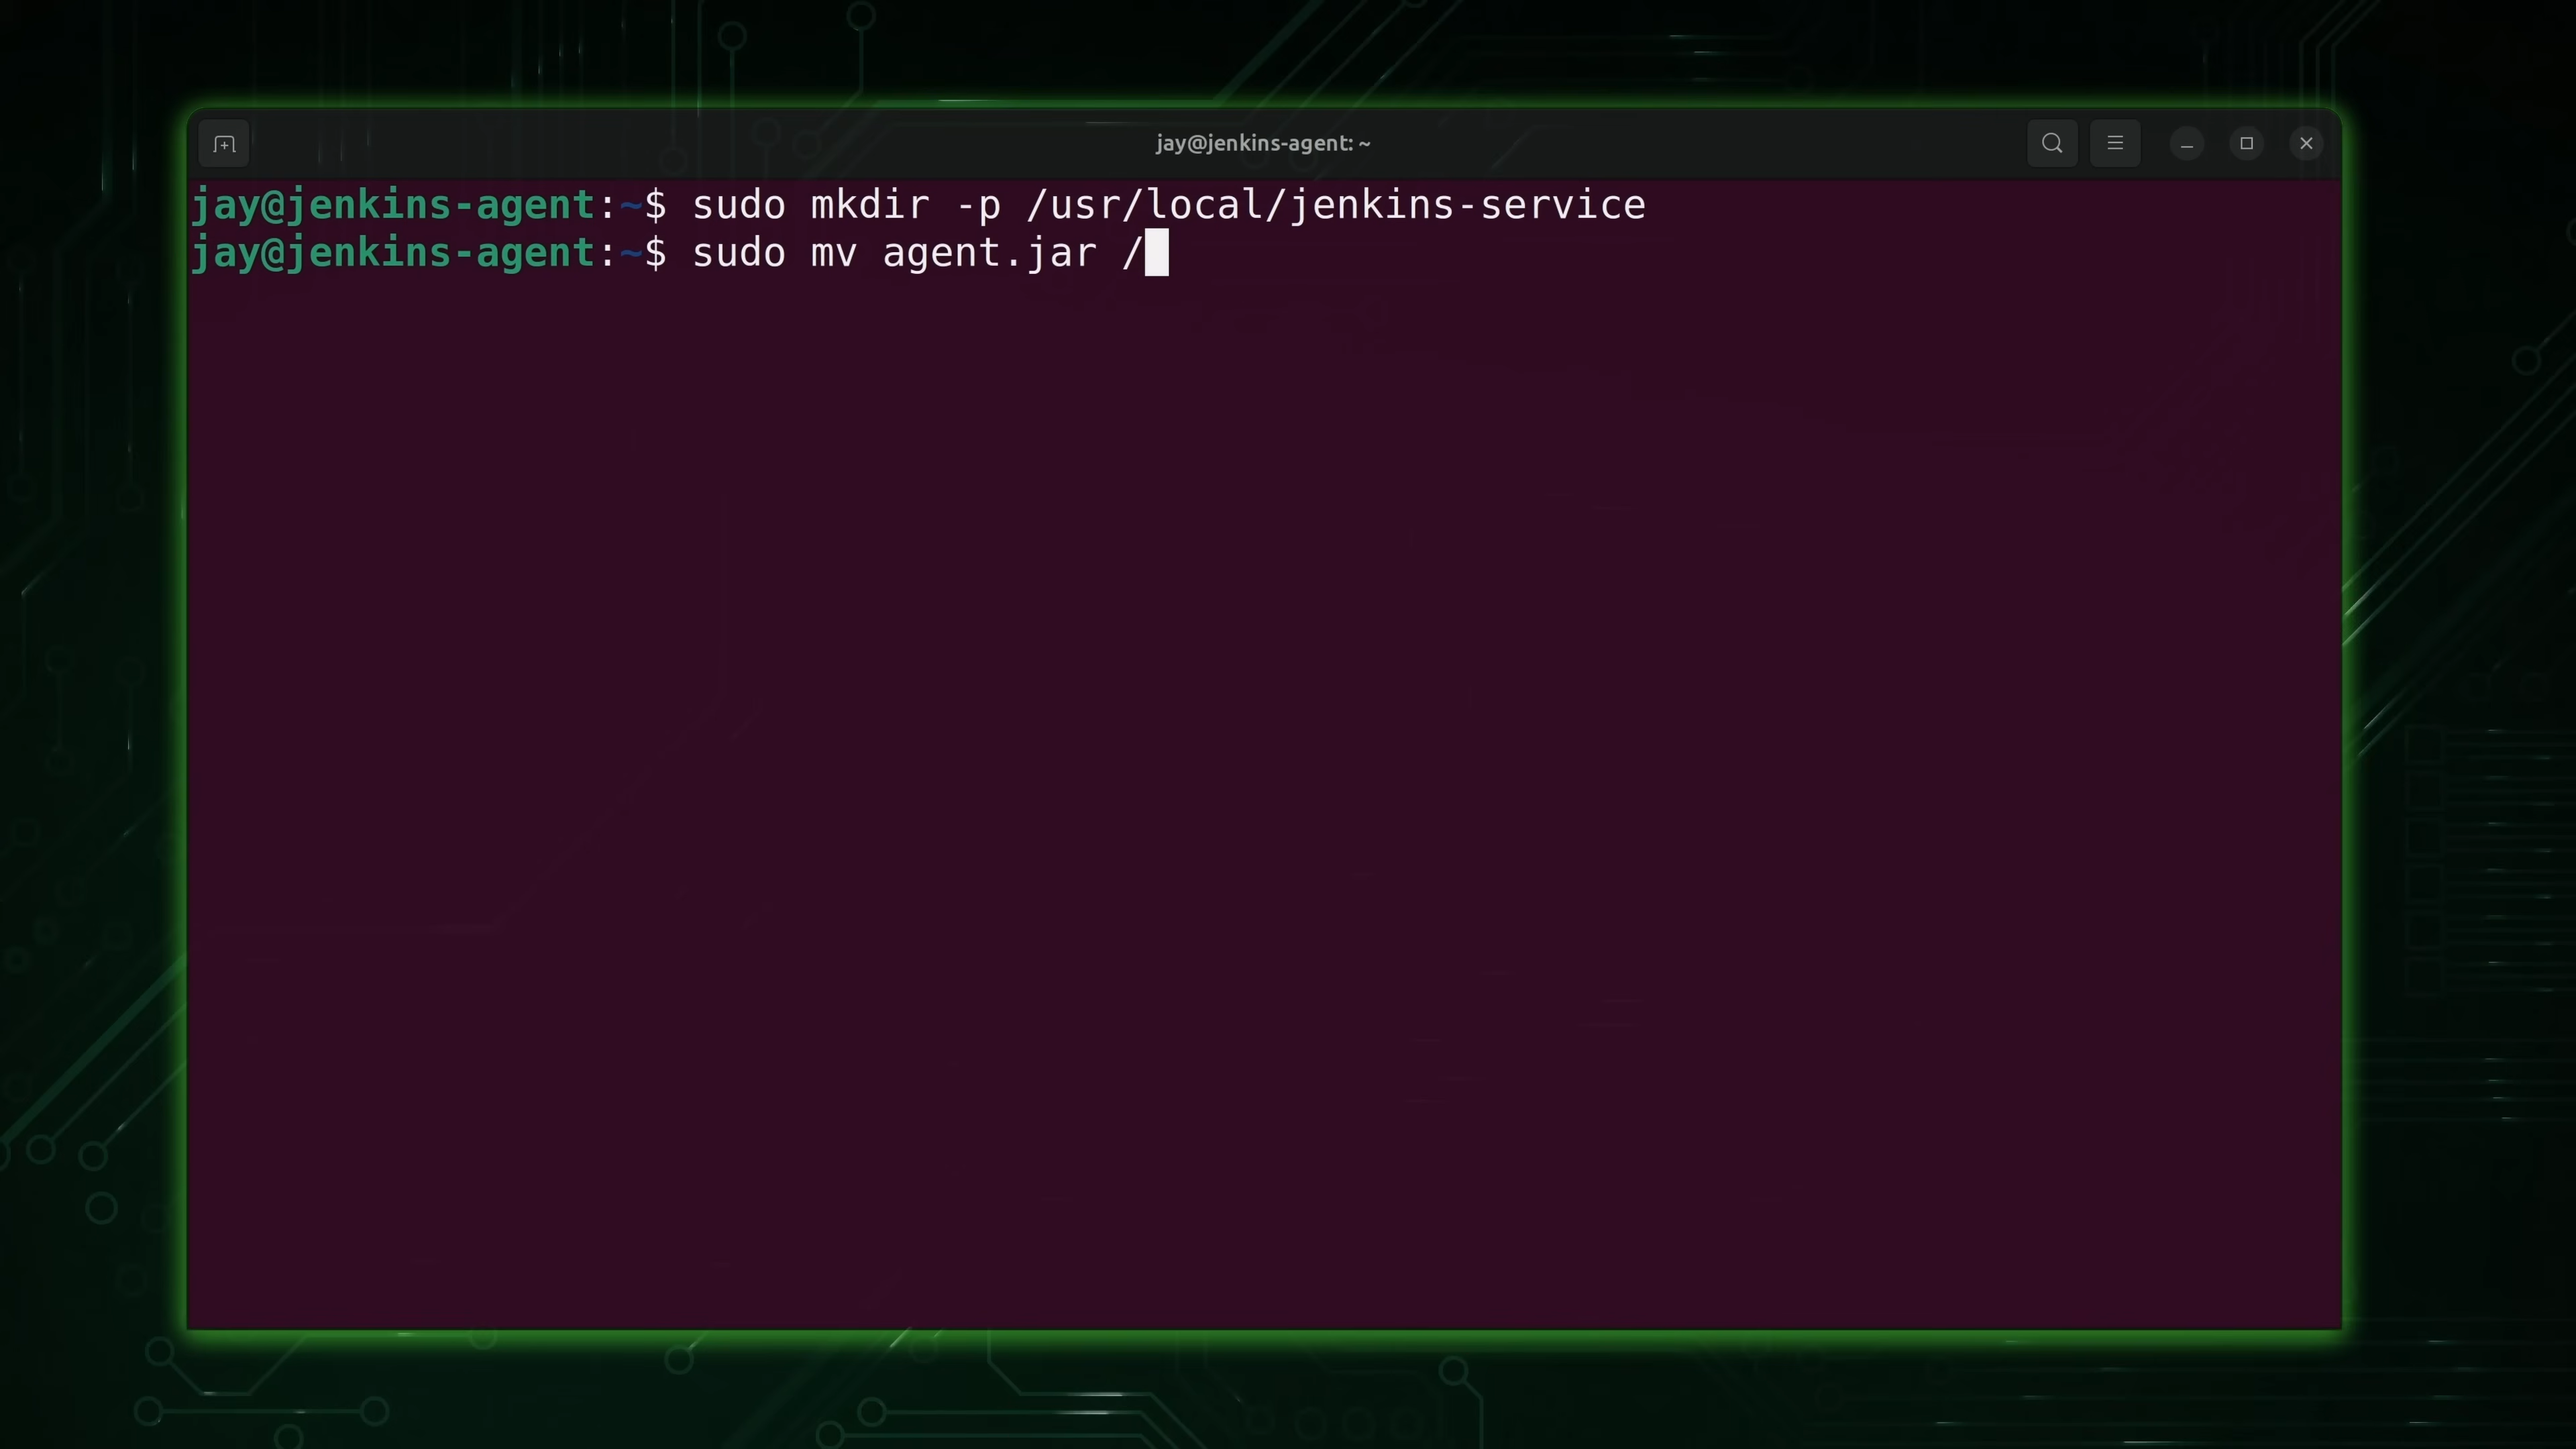 jay@jenkins-agent: ~
jay@jenkins-agent:~$ sudo mkdir -p /usr/local/jenkins-service
jay@jenkins-agent:~$ sudo mv agent.jar /